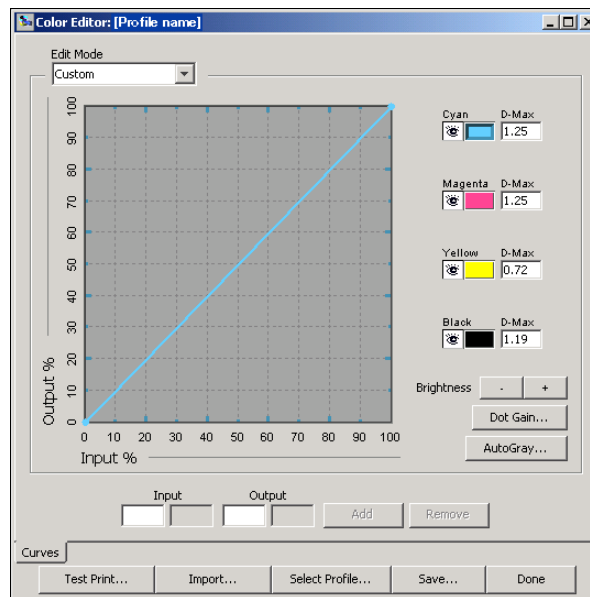 Color Editor: [Profile name]
Edit Mode
Custom
100
90
80
70
60
50
40
30
20
10
0
Output %
0 10 20 30 40 50 60 70 80 90 100
Input %
Cyan D-Max
1.25
Magenta D-Max
1.25
Yellow D-Max
0.72
Black D-Max
1.19
Brightness - +
Dot Gain...
AutoGray...
Input Output
Add Remove
Curves
Test Print... Import... Select Profile... Save... Done